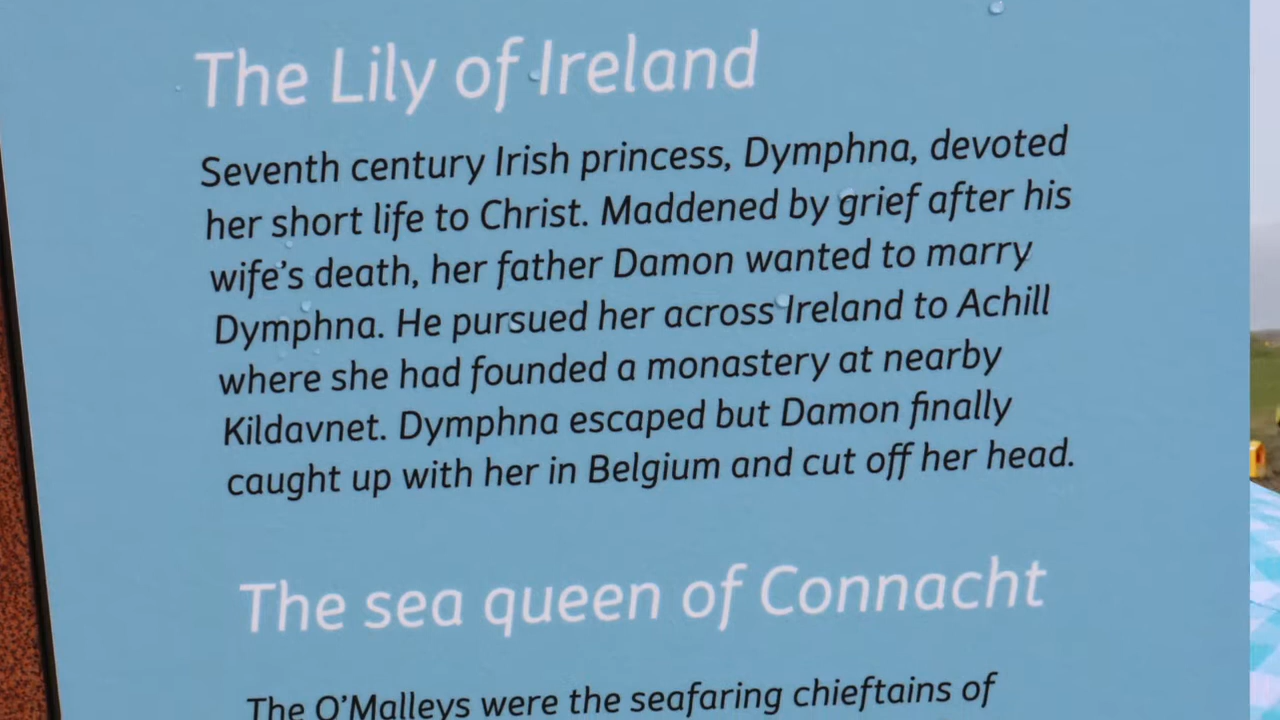 The Lily of Ireland
Seventh century Irish princess, Dymphna, devoted
her short life to Christ. Maddened by grief after his
wife's death, her father Damon wanted to marry
Dymphna. He pursued her across Ireland to Achill
where she had founded a monastery at nearby
Kildavnet. Dymphna escaped but Damon finally
caught up with her in Belgium and cut off her head.
The sea queen of Connacht
The O'Malleys were the seafaring chieftains of